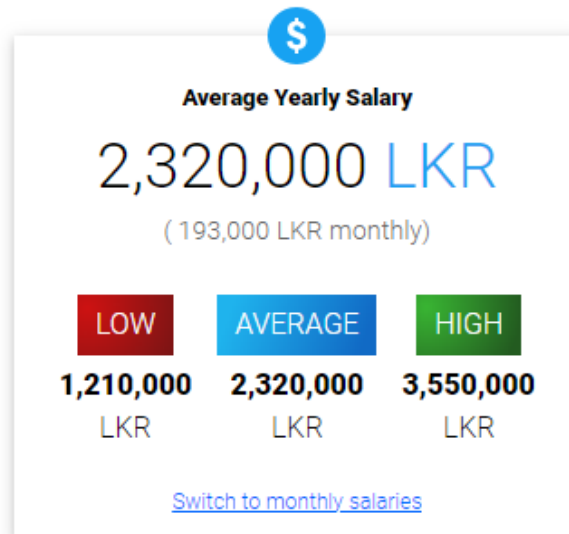 $
Average Yearly Salary
2,320,000 LKR
( 193,000 LKR monthly)
LOW AVERAGE HIGH
1,210,000 2,320,000 3,550,000
LKR LKR LKR
Switch to monthly salaries